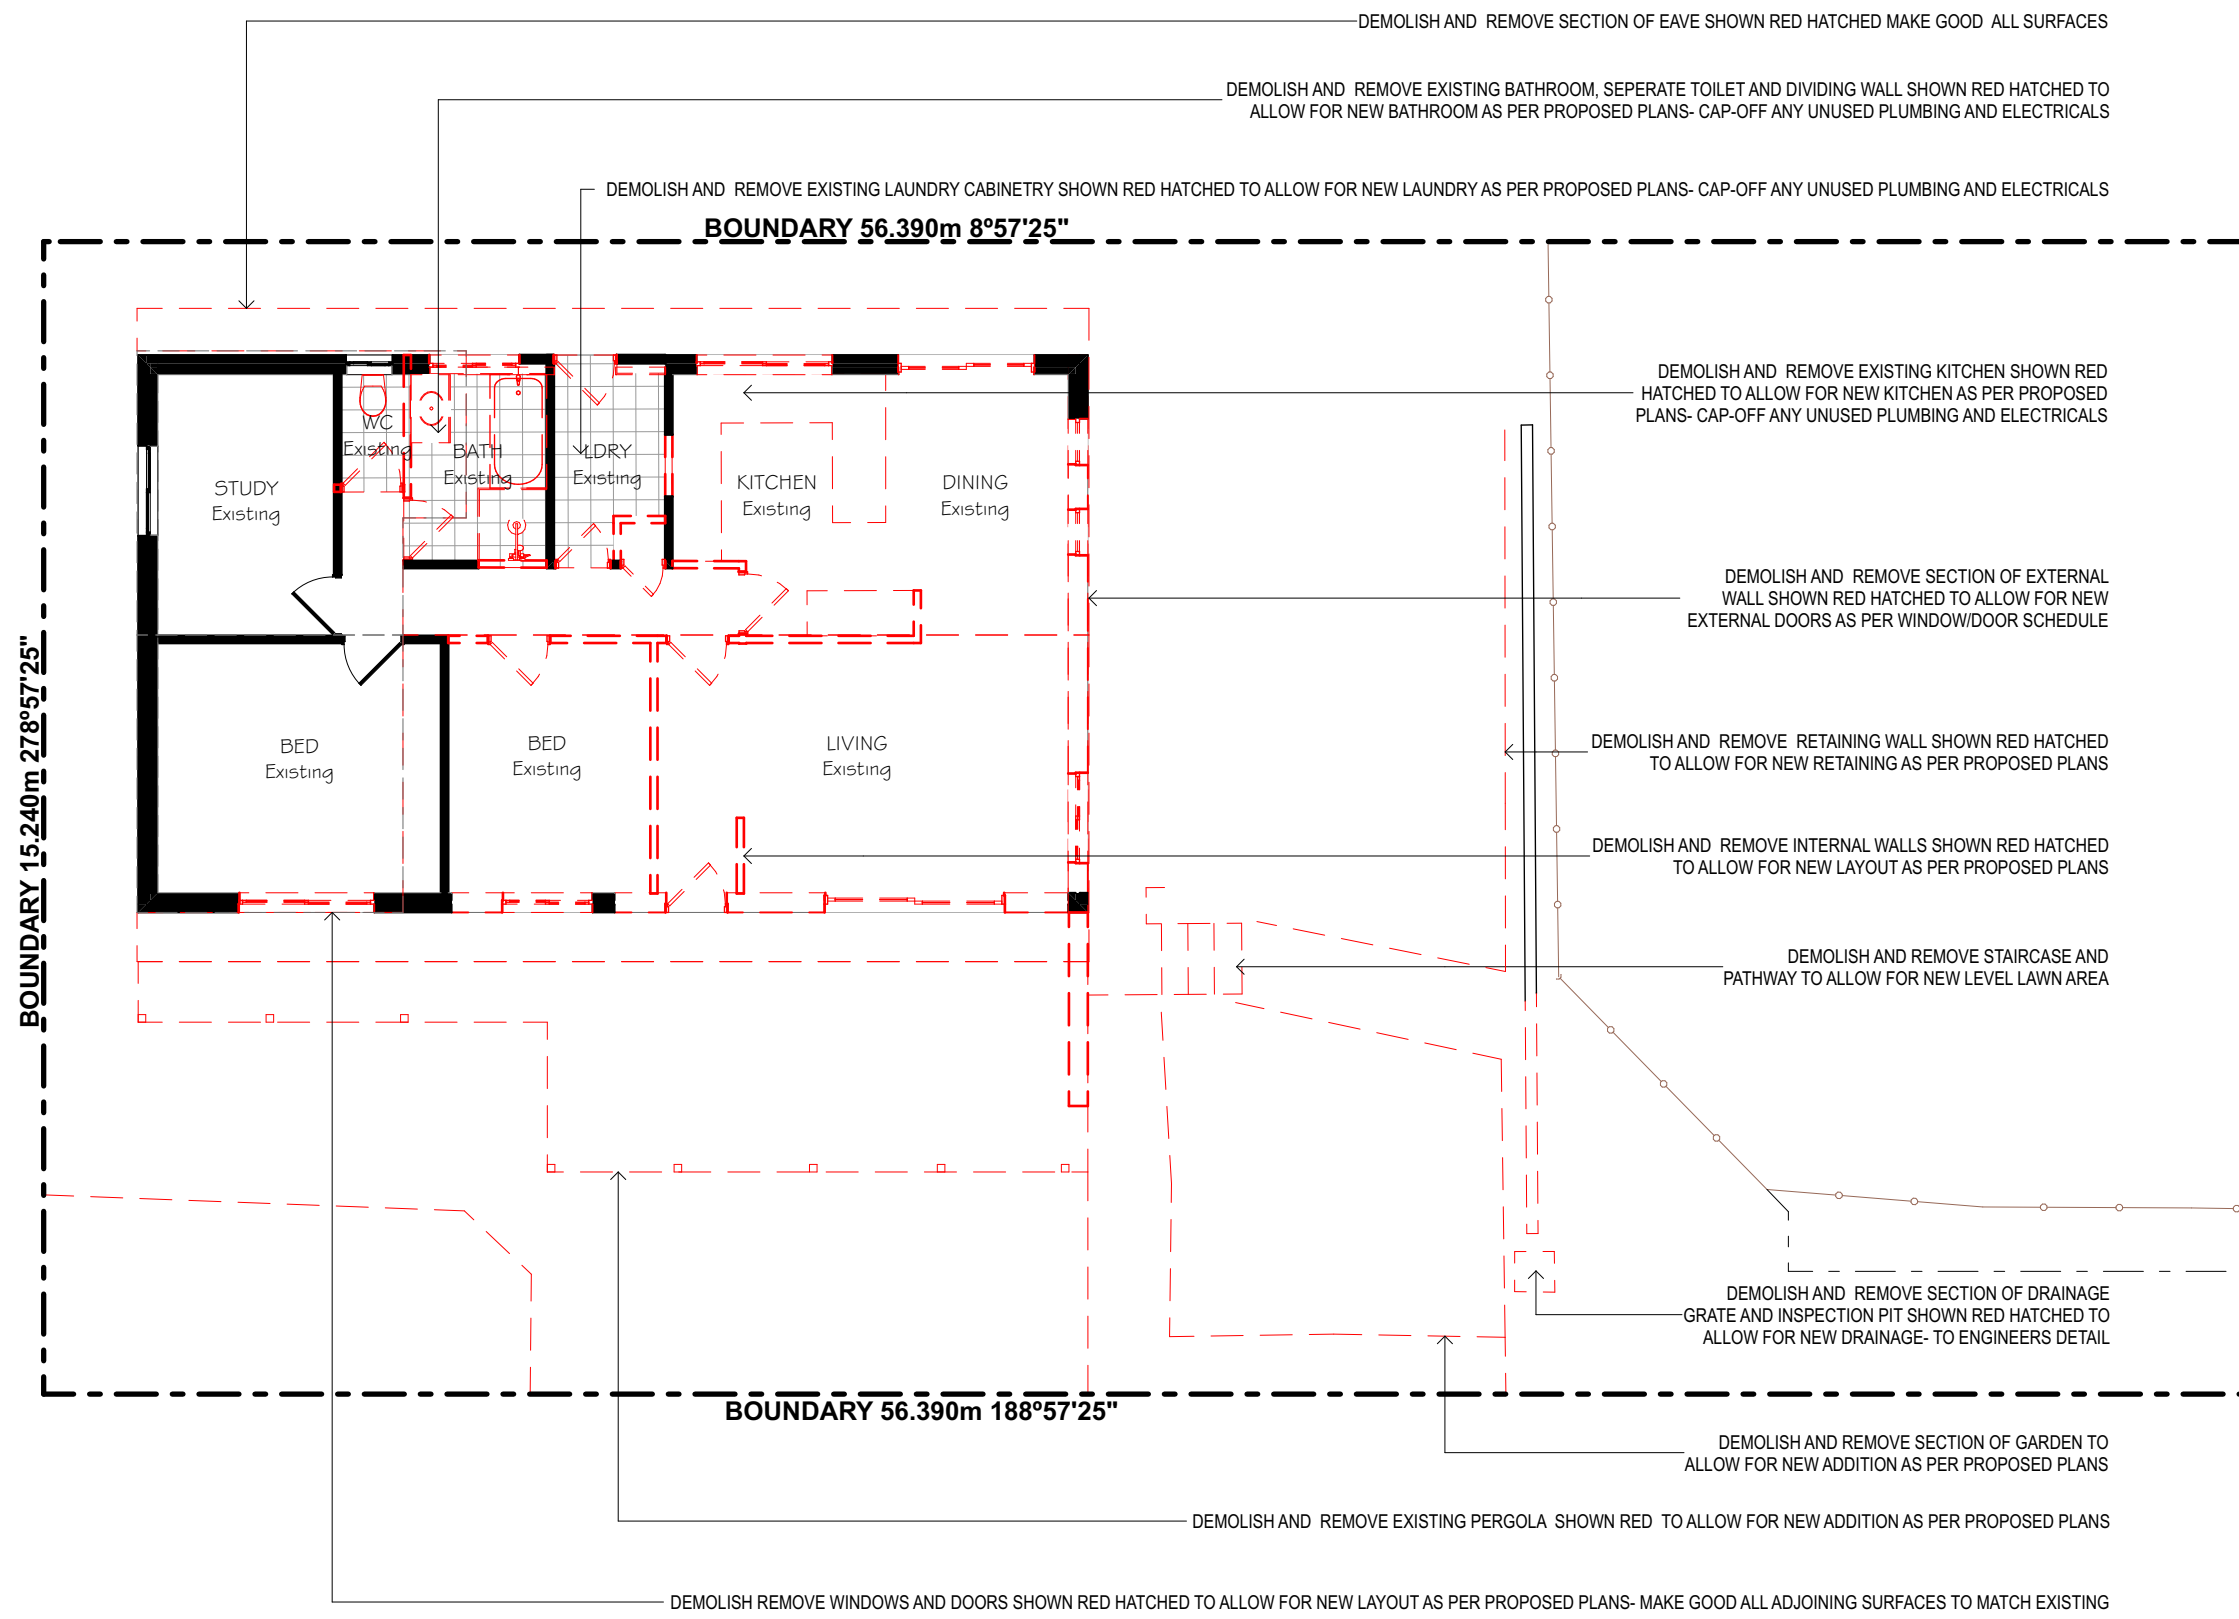 DEMOLISH AND REMOVE SECTION OF EAVE SHOWN RED HATCHED MAKE GOOD ALL SURFACES
DEMOLISH AND REMOVE EXISTING BATHROOM, SEPERATE TOILET AND DIVIDING WALL SHOWN RED HATCHED TO
ALLOW FOR NEW BATHROOM AS PER PROPOSED PLANS- CAP-OFF ANY UNUSED PLUMBING AND ELECTRICALS
DEMOLISH AND REMOVE EXISTING LAUNDRY CABINETRY SHOWN RED HATCHED TO ALLOW FOR NEW LAUNDRY AS PER PROPOSED PLANS- CAP-OFF ANY UNUSED PLUMBING AND ELECTRICALS
BOUNDARY 56.390m 8º57'25"
DEMOLISH AND REMOVE EXISTING KITCHEN SHOWN RED
HATCHED TO ALLOW FOR NEW KITCHEN AS PER PROPOSED
PLANS- CAP-OFF ANY UNUSED PLUMBING AND ELECTRICALS
WC
Existing
BATH
Existing
LDRY
Existing
STUDY
Existing
KITCHEN
Existing
DINING
Existing
DEMOLISH AND REMOVE SECTION OF EXTERNAL
WALL SHOWN RED HATCHED TO ALLOW FOR NEW
EXTERNAL DOORS AS PER WINDOW/DOOR SCHEDULE
BOUNDARY 15.240m 278º57'25"
BED
Existing
BED
Existing
LIVING
Existing
DEMOLISH AND REMOVE RETAINING WALL SHOWN RED HATCHED
TO ALLOW FOR NEW RETAINING AS PER PROPOSED PLANS
DEMOLISH AND REMOVE INTERNAL WALLS SHOWN RED HATCHED
TO ALLOW FOR NEW LAYOUT AS PER PROPOSED PLANS
DEMOLISH AND REMOVE STAIRCASE AND
PATHWAY TO ALLOW FOR NEW LEVEL LAWN AREA
DEMOLISH AND REMOVE SECTION OF DRAINAGE
GRATE AND INSPECTION PIT SHOWN RED HATCHED TO
ALLOW FOR NEW DRAINAGE- TO ENGINEERS DETAIL
BOUNDARY 56.390m 188º57'25"
DEMOLISH AND REMOVE SECTION OF GARDEN TO
ALLOW FOR NEW ADDITION AS PER PROPOSED PLANS
DEMOLISH AND REMOVE EXISTING PERGOLA SHOWN RED TO ALLOW FOR NEW ADDITION AS PER PROPOSED PLANS
DEMOLISH REMOVE WINDOWS AND DOORS SHOWN RED HATCHED TO ALLOW FOR NEW LAYOUT AS PER PROPOSED PLANS- MAKE GOOD ALL ADJOINING SURFACES TO MATCH EXISTING